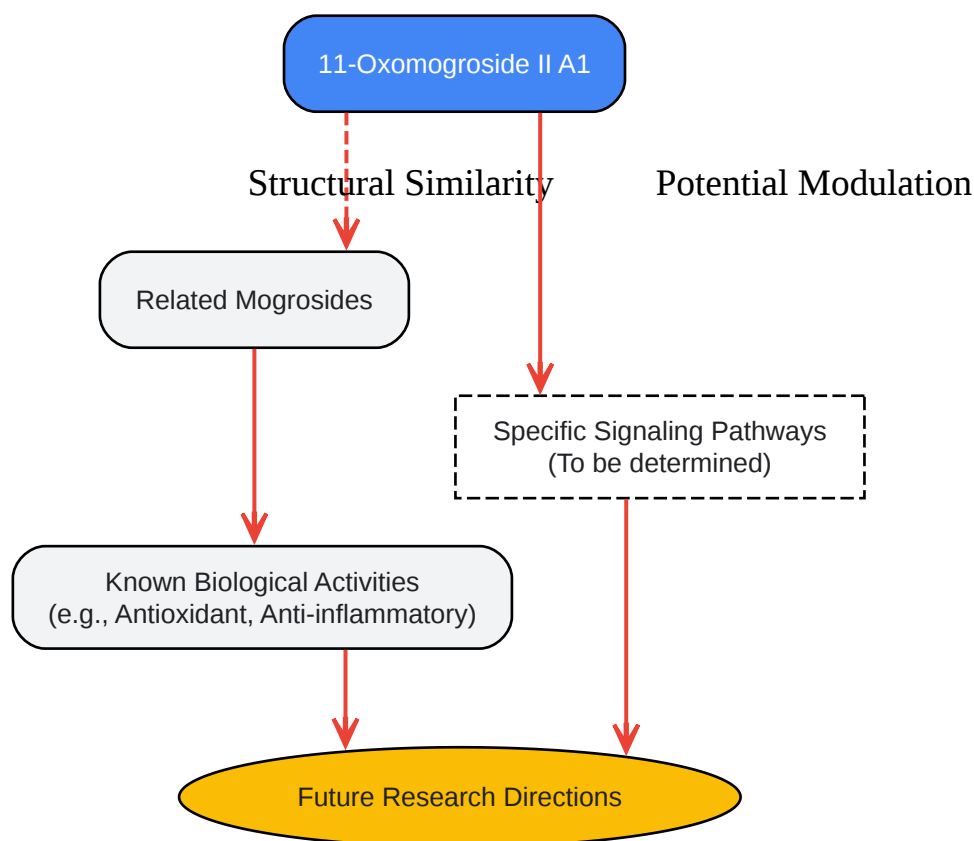 11-Oxomogroside II A1
Structural Similarity
Potential Modulation
Related Mogrosides
Specific Signaling Pathways
(To be determined)
Known Biological Activities
(e.g., Antioxidant, Anti-inflammatory)
Future Research Directions